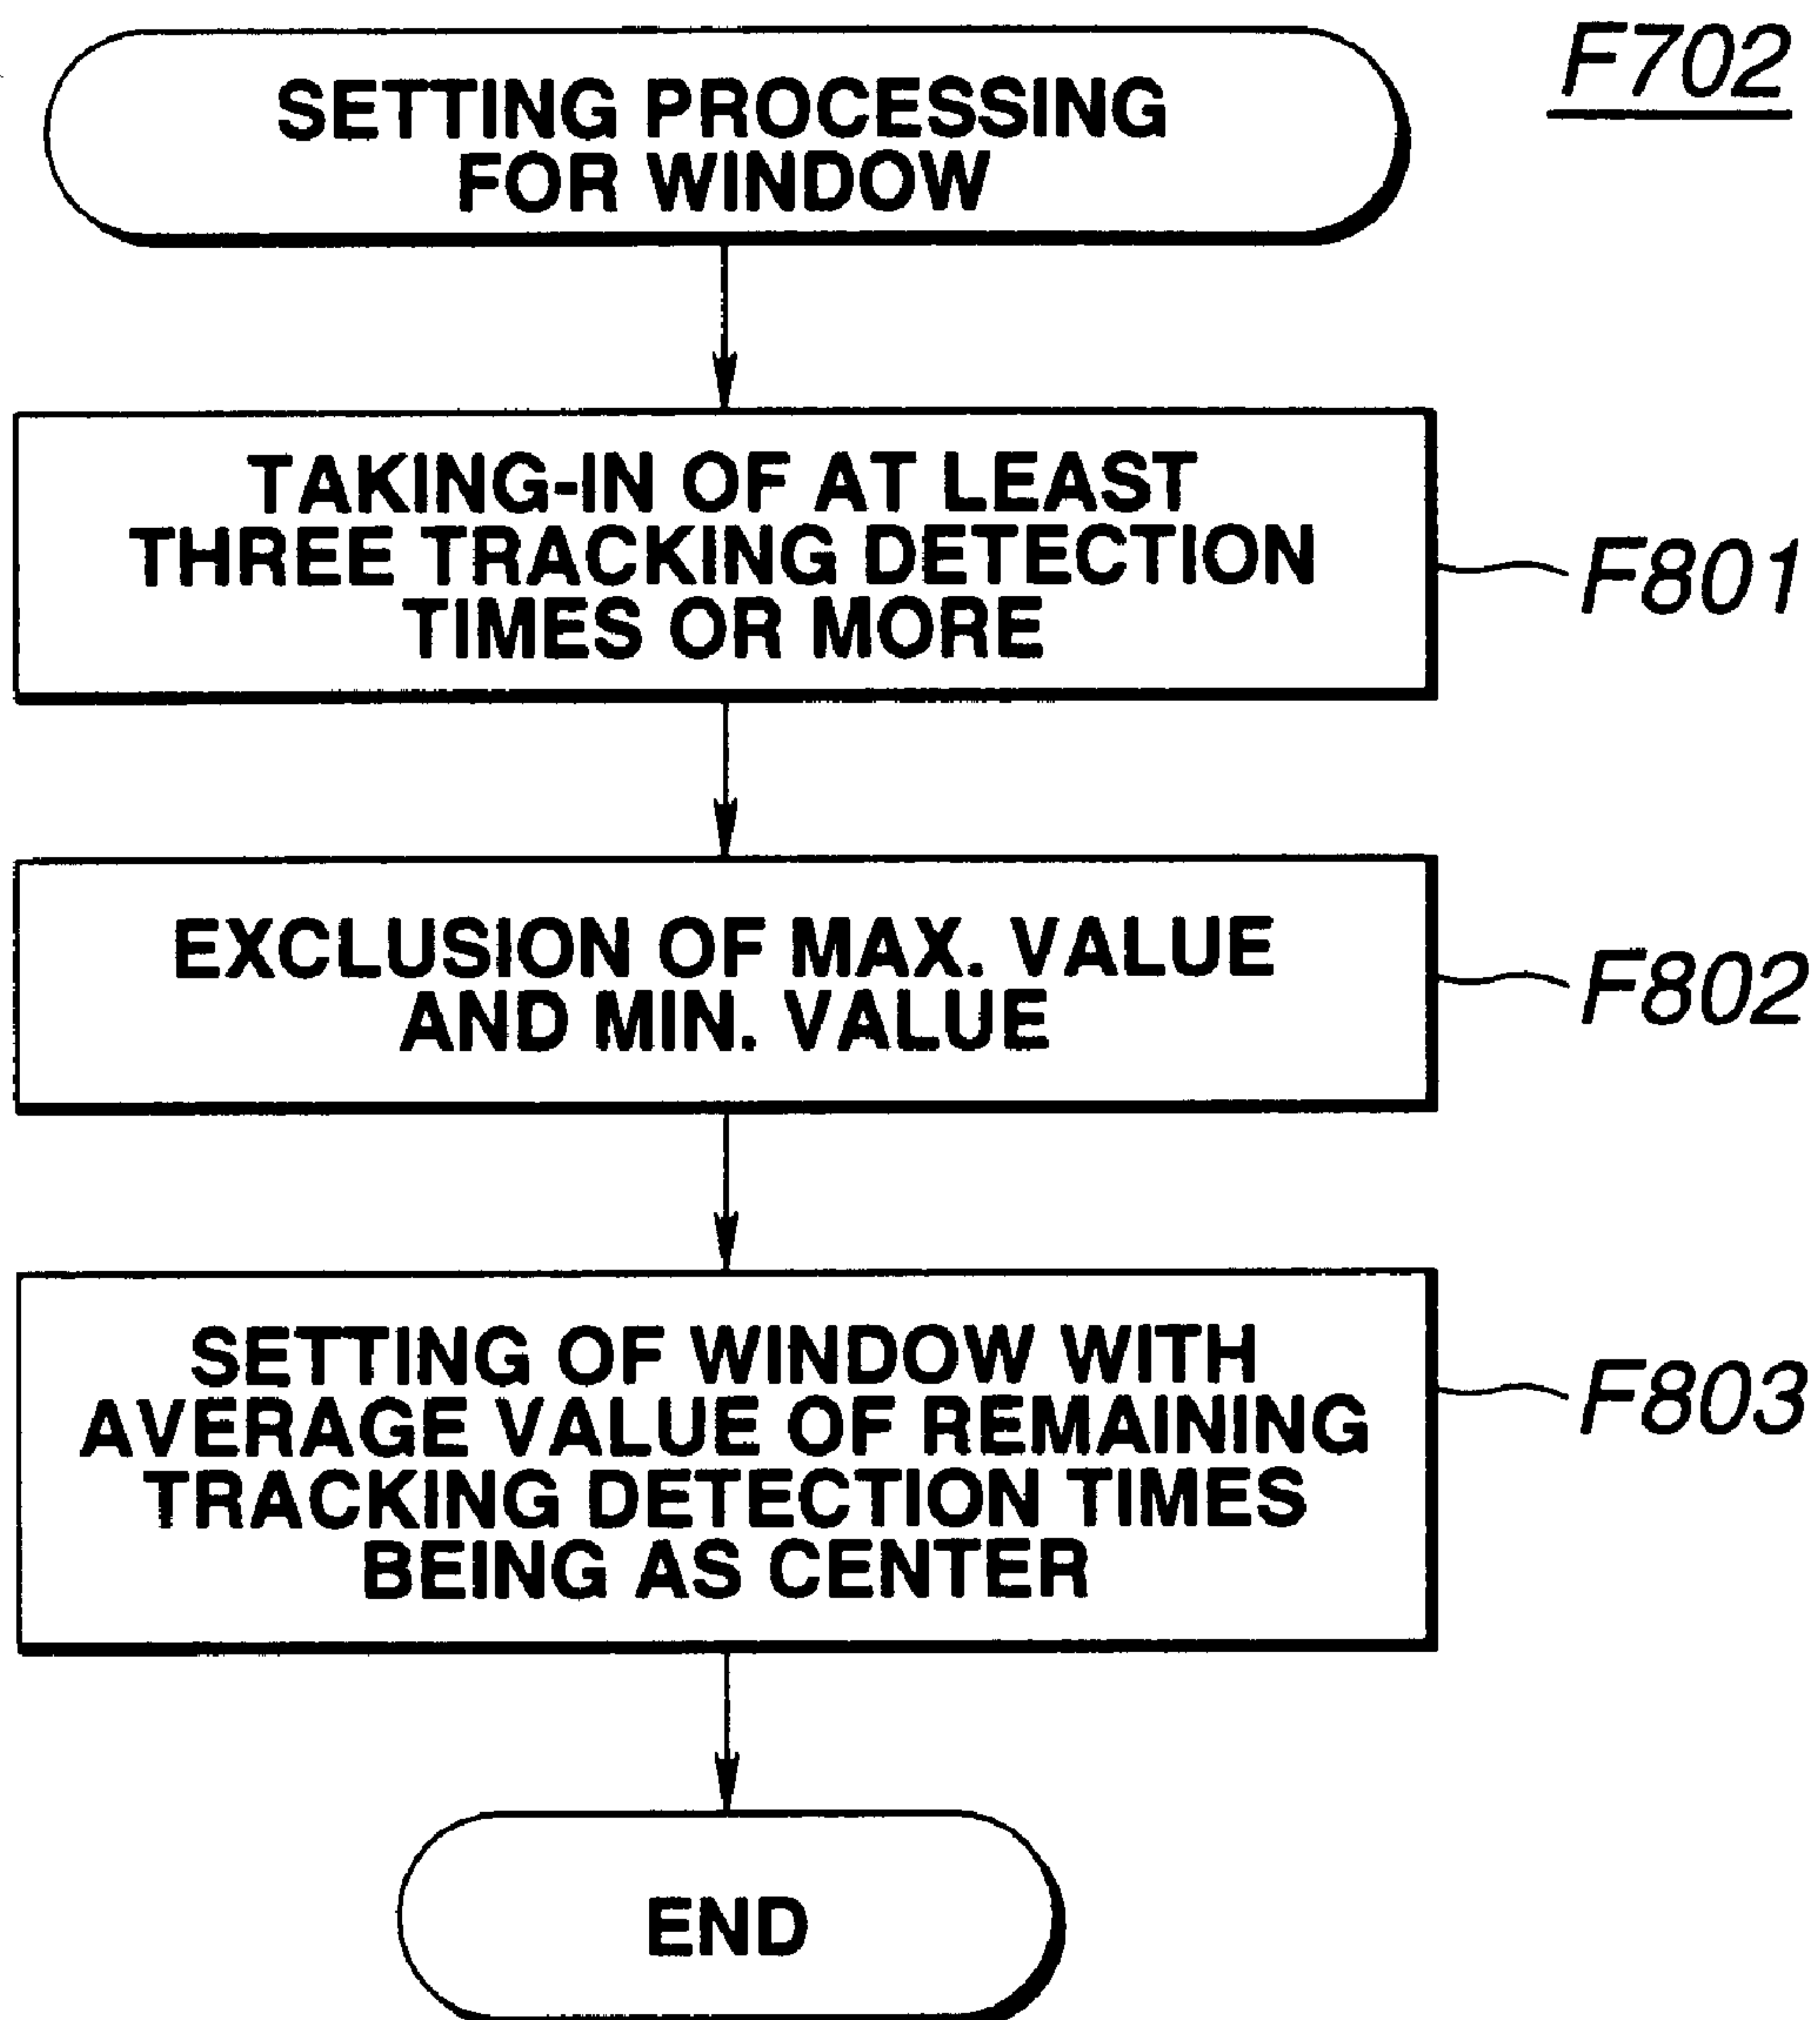 F702
SETTING PROCESSING
FOR WINDOW
TAKING-IN OF AT LEAST
THREE TRACKING DETECTION
TIMES OR MORE
F801
EXCLUSION OF MAX. VALUE
AND MIN. VALUE
F802
SETTING OF WINDOW WITH
AVERAGE VALUE OF REMAINING
TRACKING DETECTION TIMES
BEING AS CENTER
F803
END